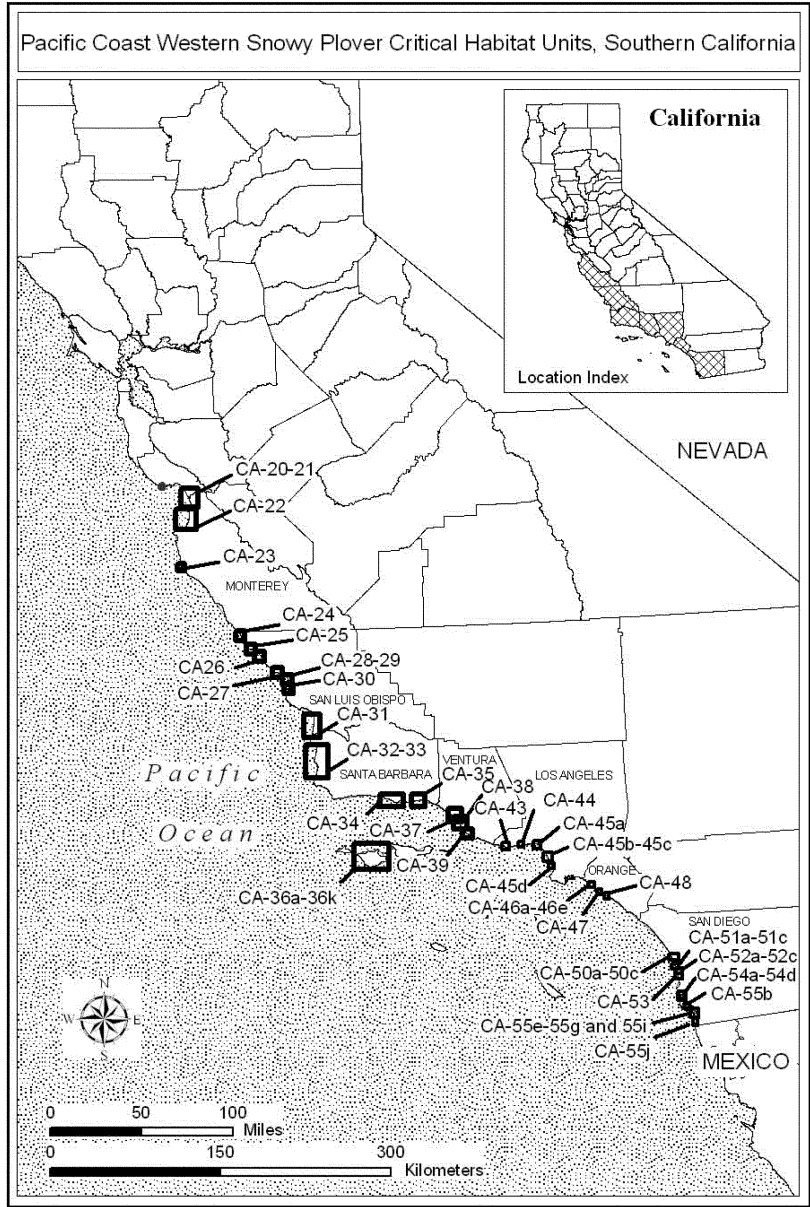 Pacific Coast Western Snowy Plover Critical Habitat Units, Southern California
California
Location Index
NEVADA
CA-20-21
CA-22
CA-23
MONTEREY
CA-24
CA-25
CA26
CA-28-29
CA-27
CA-30
SAN LUIS OBISPO
CA-31
CA-32-33
Pacific
Ocean
SANTA BARBARA
VENTURA
CA-35
LOS ANGELES
CA-38
CA-43
CA-44
CA-34
CA-37
CA-45a
CA-45b-45c
CA-39
ORANGE
CA-36a-36k
CA-45d
CA-48
CA-46a-46e
CA-47
SAN DIEGO
CA-51a-51c
CA-52a-52c
CA-50a-50c
CA-54a-54d
CA-53
CA-55b
CA-55e-55g and 55i
CA-55j
MEXICO
N
W E
S
0 50 100
Miles
0 150 300
Kilometers